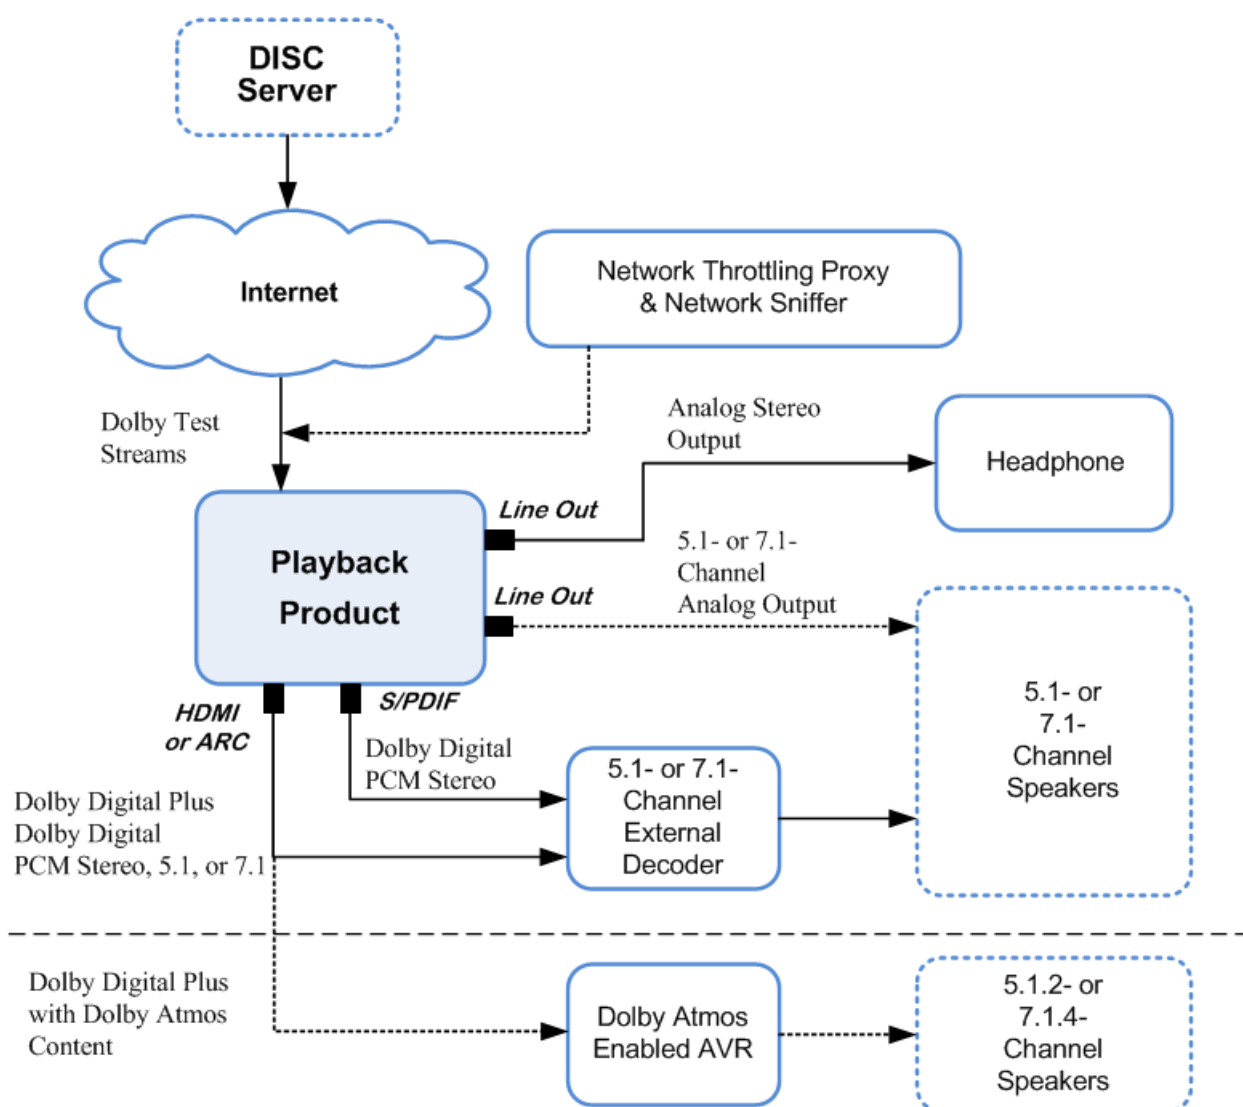 DISC
Server
Internet
Network Throttling Proxy
& Network Sniffer
Dolby Test
Streams
Analog Stereo
Output
Headphone
Line Out
Playback
Product
5.1- or 7.1-
Channel
Analog Output
Line Out
5.1- or
7.1-
Channel
Speakers
HDMI
or ARC
S/PDIF
Dolby Digital
PCM Stereo
5.1- or 7.1-
Channel
External
Decoder
Dolby Digital Plus
Dolby Digital
PCM Stereo, 5.1, or 7.1
Dolby Digital Plus
with Dolby Atmos
Content
Dolby Atmos
Enabled AVR
5.1.2- or
7.1.4-
Channel
Speakers